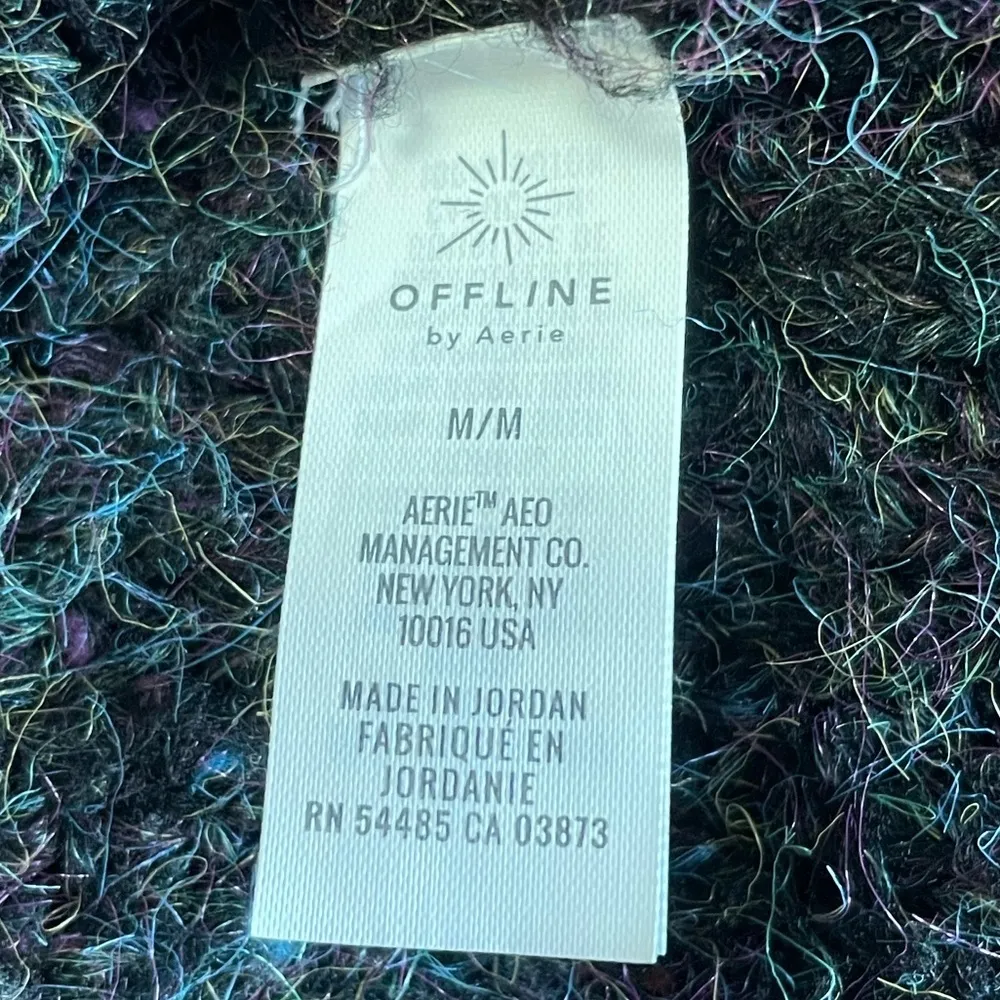 OFFLINE
by Aerie
M/M
AERIE™ AEO
MANAGEMENT CO.
NEW YORK, NY
10016 USA
MADE IN JORDAN
FABRIQUÉ EN
JORDANIE
RN 54485 CA 03873